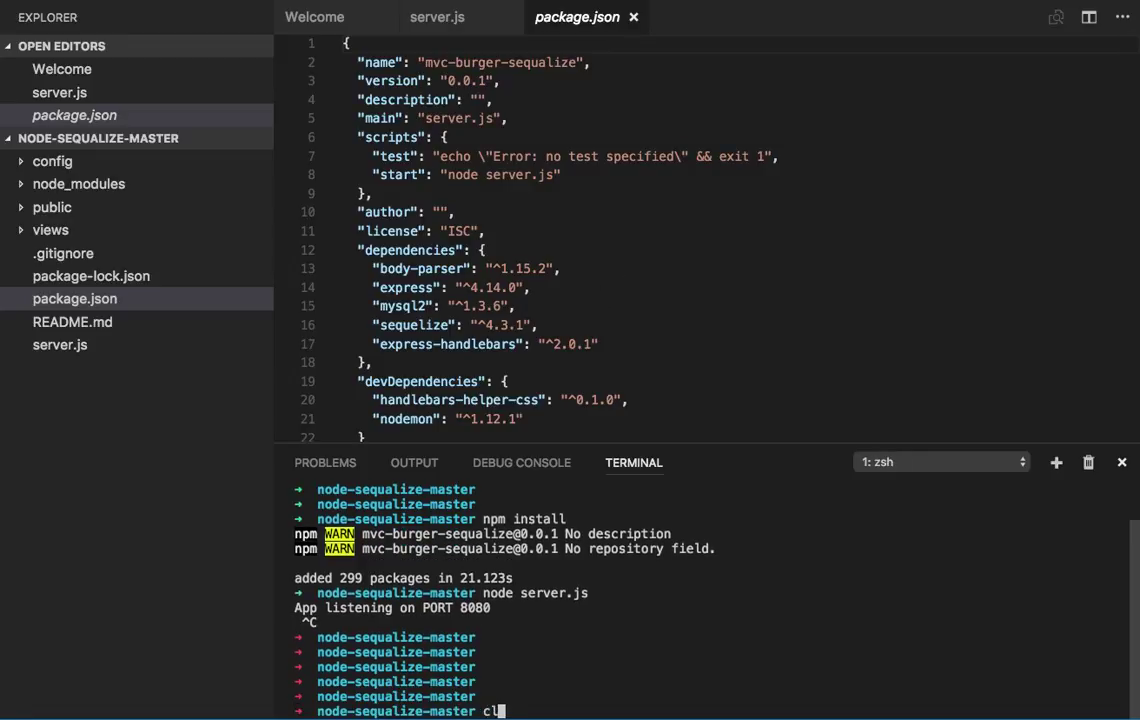 EXPLORER
OPEN EDITORS
Welcome
server.js
package.json
NODE-SEQUALIZE-MASTER
config
node_modules
public
views
.gitignore
package-lock.json
package.json
README.md
server.js
Welcome server.js package.json ×
1 {
2 "name": "mvc-burger-sequalize",
3 "version": "0.0.1",
4 "description": "",
5 "main": "server.js",
6 "scripts": {
7 "test": "echo \"Error: no test specified\" && exit 1",
8 "start": "node server.js"
9 },
10 "author": "",
11 "license": "ISC",
12 "dependencies": {
13 "body-parser": "^1.15.2",
14 "express": "^4.14.0",
15 "mysql2": "^1.3.6",
16 "sequelize": "^4.3.1",
17 "express-handlebars": "^2.0.1"
18 },
19 "devDependencies": {
20 "handlebars-helper-css": "^0.1.0",
21 "nodemon": "^1.12.1"
22 }
PROBLEMS OUTPUT DEBUG CONSOLE TERMINAL 1: zsh
→ node-sequalize-master
→ node-sequalize-master
→ node-sequalize-master npm install
npm WARN mvc-burger-sequalize@0.0.1 No description
npm WARN mvc-burger-sequalize@0.0.1 No repository field.
added 299 packages in 21.123s
→ node-sequalize-master node server.js
App listening on PORT 8080
^C
→ node-sequalize-master
→ node-sequalize-master
→ node-sequalize-master
→ node-sequalize-master
→ node-sequalize-master
→ node-sequalize-master cl